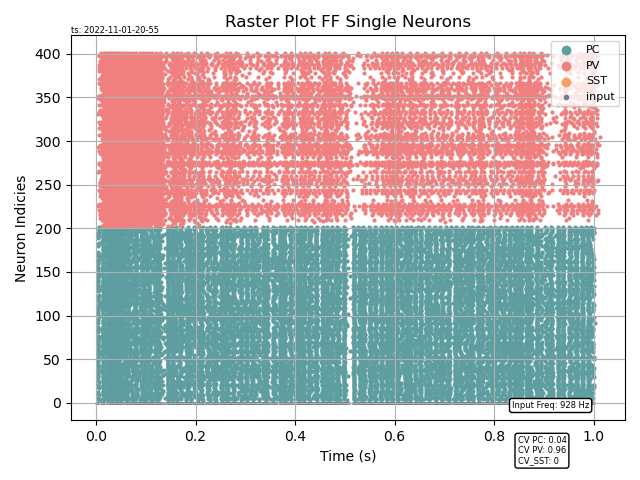 Raster Plot FF Single Neurons
ts: 2022-11-01-20-55
PC
PV
SST
input
400
350
300
250
200
150
100
50
0
Neuron Indicies
Input Freq: 928 Hz
0.0 0.2 0.4 0.6 0.8 1.0
Time (s)
CV PC: 0.04
CV PV: 0.96
CV_SST: 0